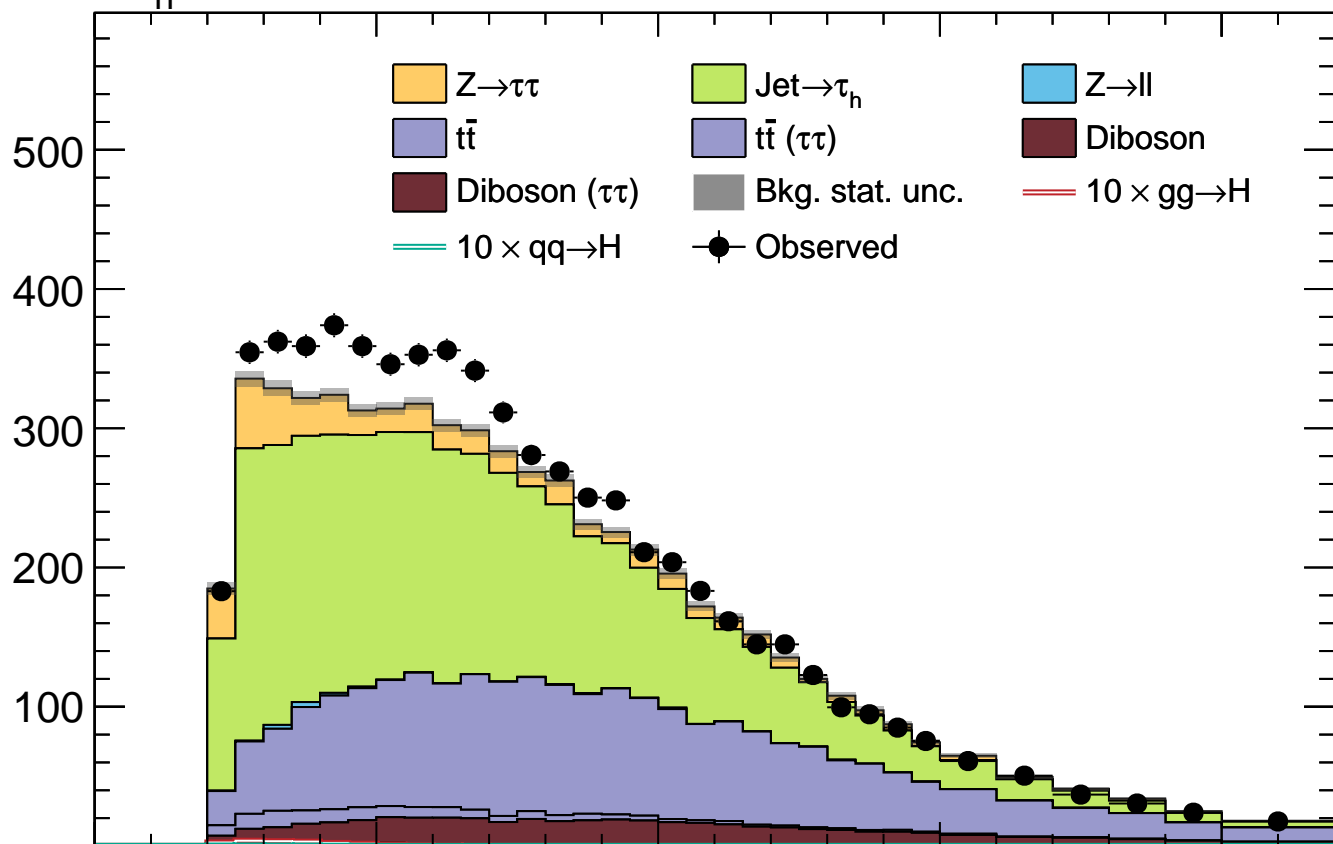 H
Z→ττ Jet→τh Z→ll
tt̄ tt̄ (ττ) Diboson
Diboson (ττ) Bkg. stat. unc. 10 × gg→H
10 × qq→H Observed
500
400
300
200
100